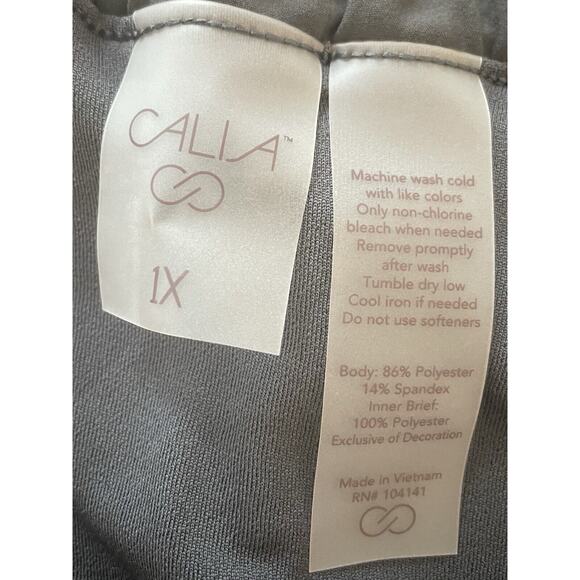 CALIA™
1X
Machine wash cold
with like colors
Only non-chlorine
bleach when needed
Remove promptly
after wash
Tumble dry low
Cool iron if needed
Do not use softeners
Body: 86% Polyester
14% Spandex
Inner Brief:
100% Polyester
Exclusive of Decoration
Made in Vietnam
RN# 104141